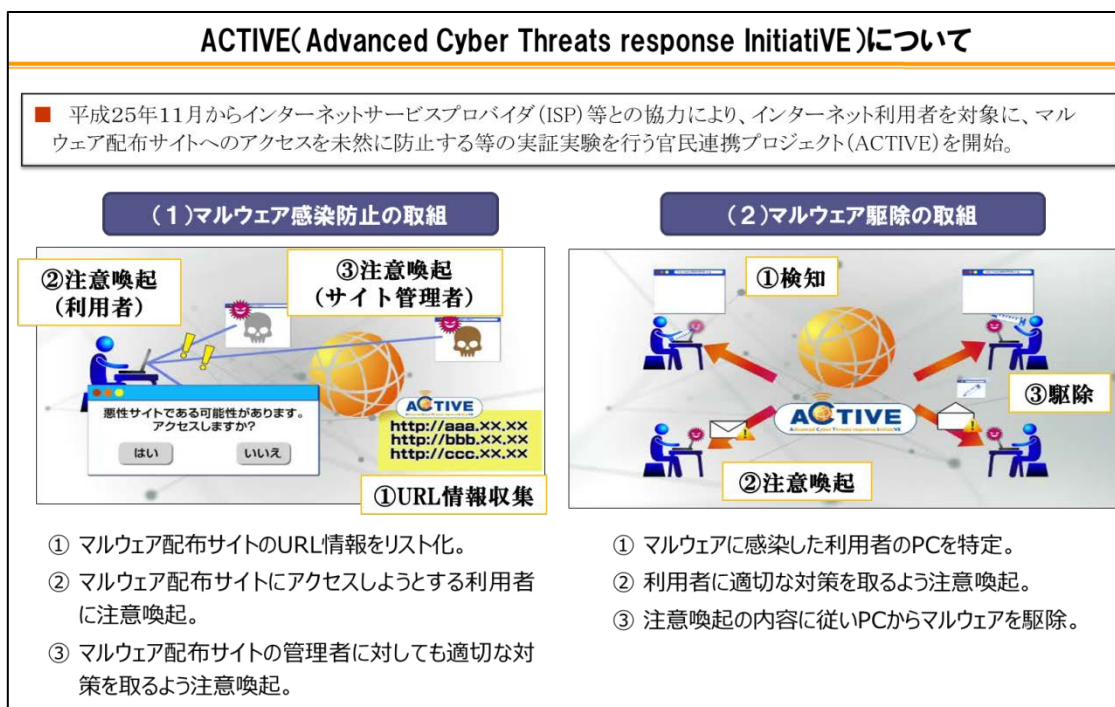 ACTIVE(Advanced Cyber Threats response InitiatiVE)について
■ 平成25年11月からインターネットサービスプロバイダ(ISP)等との協力により、インターネット利用者を対象に、マル
ウェア配布サイトへのアクセスを未然に防止する等の実証実験を行う官民連携プロジェクト(ACTIVE)を開始。
(1)マルウェア感染防止の取組
②注意喚起
(利用者)
③注意喚起
(サイト管理者)
悪性サイトである可能性があります。
アクセスしますか?
はい
いいえ
ACTIVE
http://aaa.xx.xx
http://bbb.xx.xx
http://ccc.xx.xx
①URL情報収集
① マルウェア配布サイトのURL情報をリスト化。
② マルウェア配布サイトにアクセスしようとする利用者
に注意喚起。
③ マルウェア配布サイトの管理者に対しても適切な対
策を取るよう注意喚起。
(2)マルウェア駆除の取組
①検知
③駆除
ACTIVE
Advanced Cyber Threats response InitiatiVE
②注意喚起
① マルウェアに感染した利用者のPCを特定。
② 利用者に適切な対策を取るよう注意喚起。
③ 注意喚起の内容に従いPCからマルウェアを駆除。